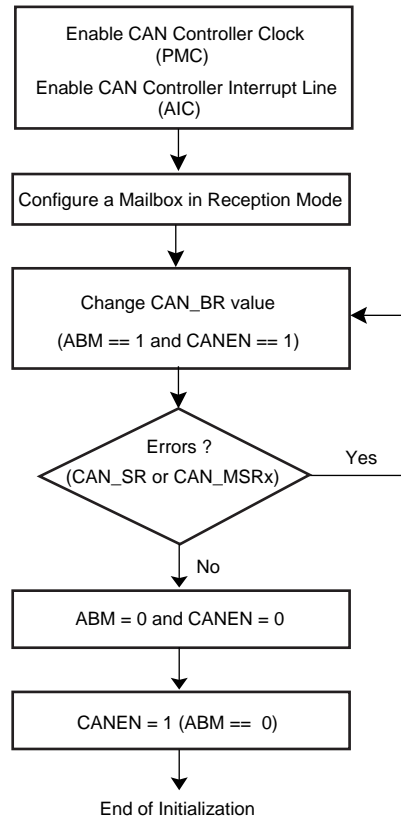 Enable CAN Controller Clock
(PMC)
Enable CAN Controller Interrupt Line
(AIC)
Configure a Mailbox in Reception Mode
Change CAN_BR value
(ABM == 1 and CANEN == 1)
Errors ?
(CAN_SR or CAN_MSRx)
Yes
No
ABM = 0 and CANEN = 0
CANEN = 1 (ABM == 0)
End of Initialization